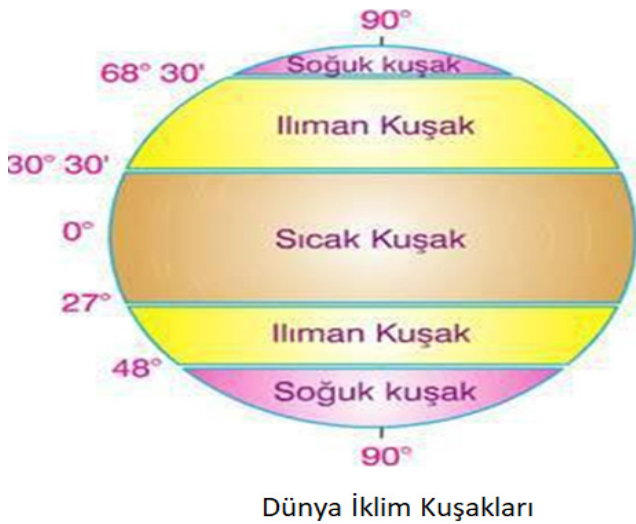 90°
Soğuk kuşak
68° 30'
Ilıman Kuşak
30° 30'
Sıcak Kuşak
0°
27°
Ilıman Kuşak
48°
Soğuk kuşak
90°
Dünya İklim Kuşakları